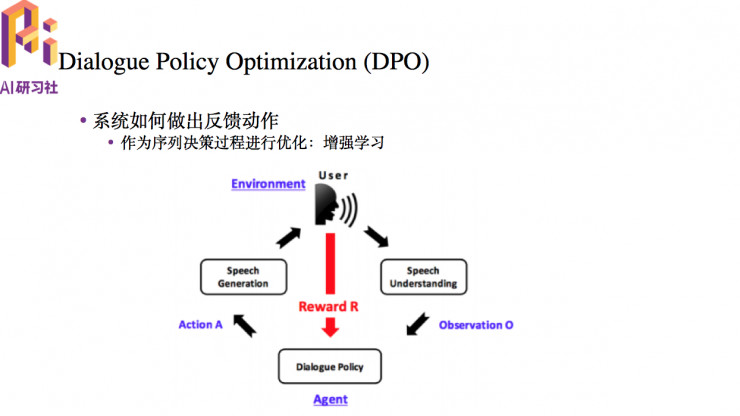 AI研习社
Dialogue Policy Optimization (DPO)
• 系统如何做出反馈动作
• 作为序列决策过程进行优化：增强学习
User
Environment
Speech
Generation
Speech
Understanding
Reward R
Action A
Observation O
Dialogue Policy
Agent